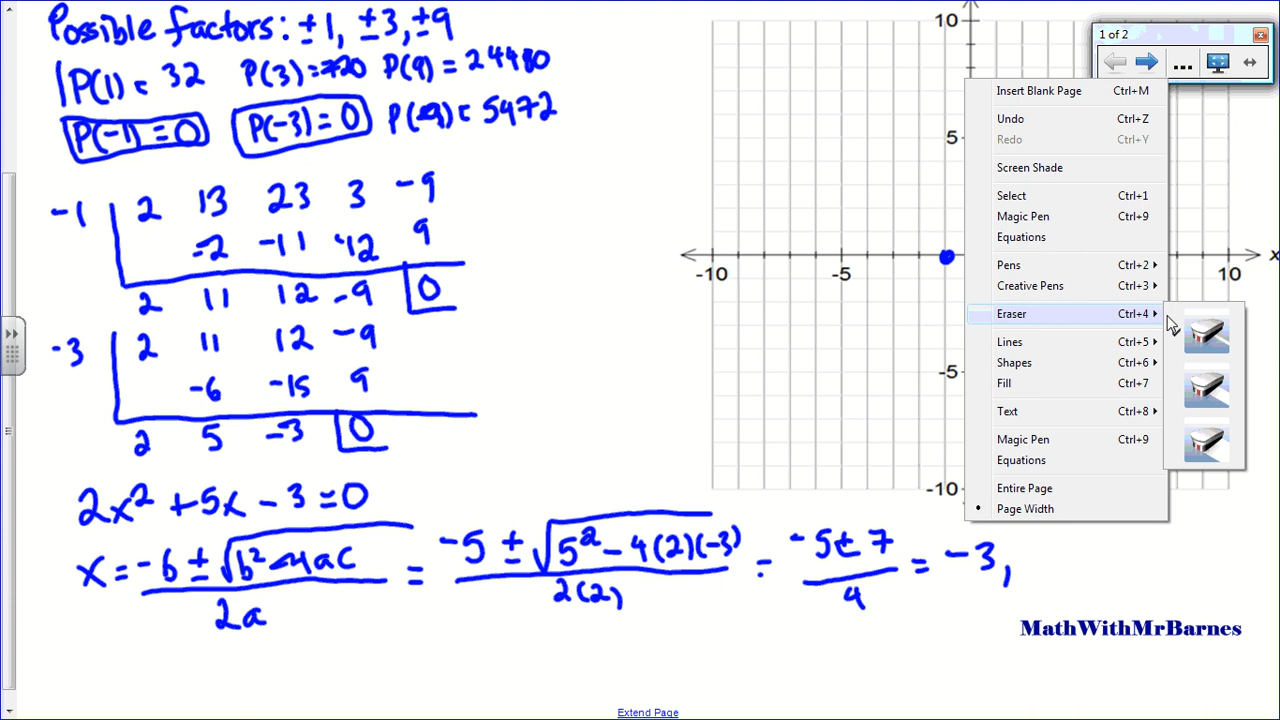 Possible factors: ±1, ±3, ±9
P(1) = 32 P(3) = 720 P(9) = 24480
P(-1) = 0 P(-3) = 0 P(-9) = 5472
-1 2 13 23 3 -9
-2 -11 -12 9
2 11 12 -9 0
-3 2 11 12 -9
-6 -15 9
2 5 -3 0
2x² + 5x - 3 = 0
x = -b ± √b² - 4ac / 2a = -5 ± √5² - 4(2)(-3) / 2(2) = -5 ± 7 / 4 = -3,
10
5
-10 -5 10 x
-5
-10
1 of 2
...
Insert Blank Page Ctrl+M
Undo Ctrl+Z
Redo Ctrl+Y
Screen Shade
Select Ctrl+1
Magic Pen Ctrl+9
Equations
Pens Ctrl+2
Creative Pens Ctrl+3
Eraser Ctrl+4
Lines Ctrl+5
Shapes Ctrl+6
Fill Ctrl+7
Text Ctrl+8
Magic Pen Ctrl+9
Equations
Entire Page
Page Width
MathWithMrBarnes
Extend Page